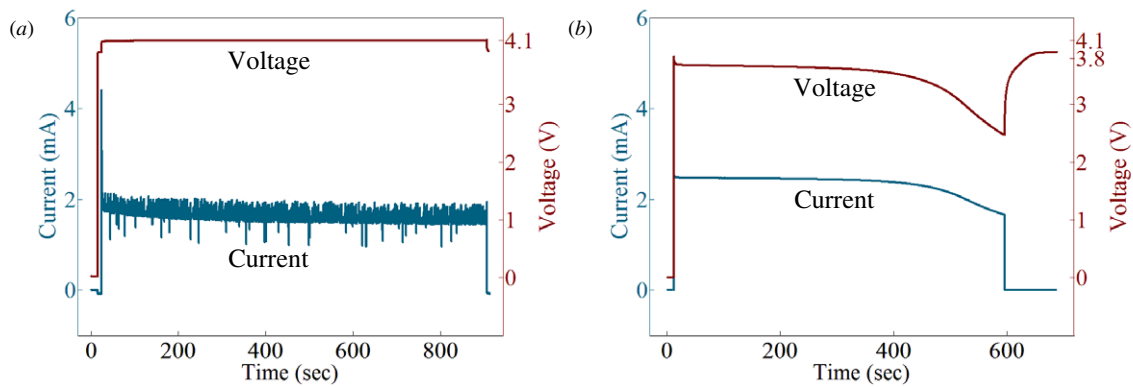 (a)
6
4
2
0
Current (mA)
Voltage
Current
4.1
3
2
1
0
Voltage (V)
0 200 400 600 800
Time (sec)
(b)
6
4
2
0
Current (mA)
Voltage
Current
4.1
3.8
3
2
1
0
Voltage (V)
0 200 400 600
Time (sec)